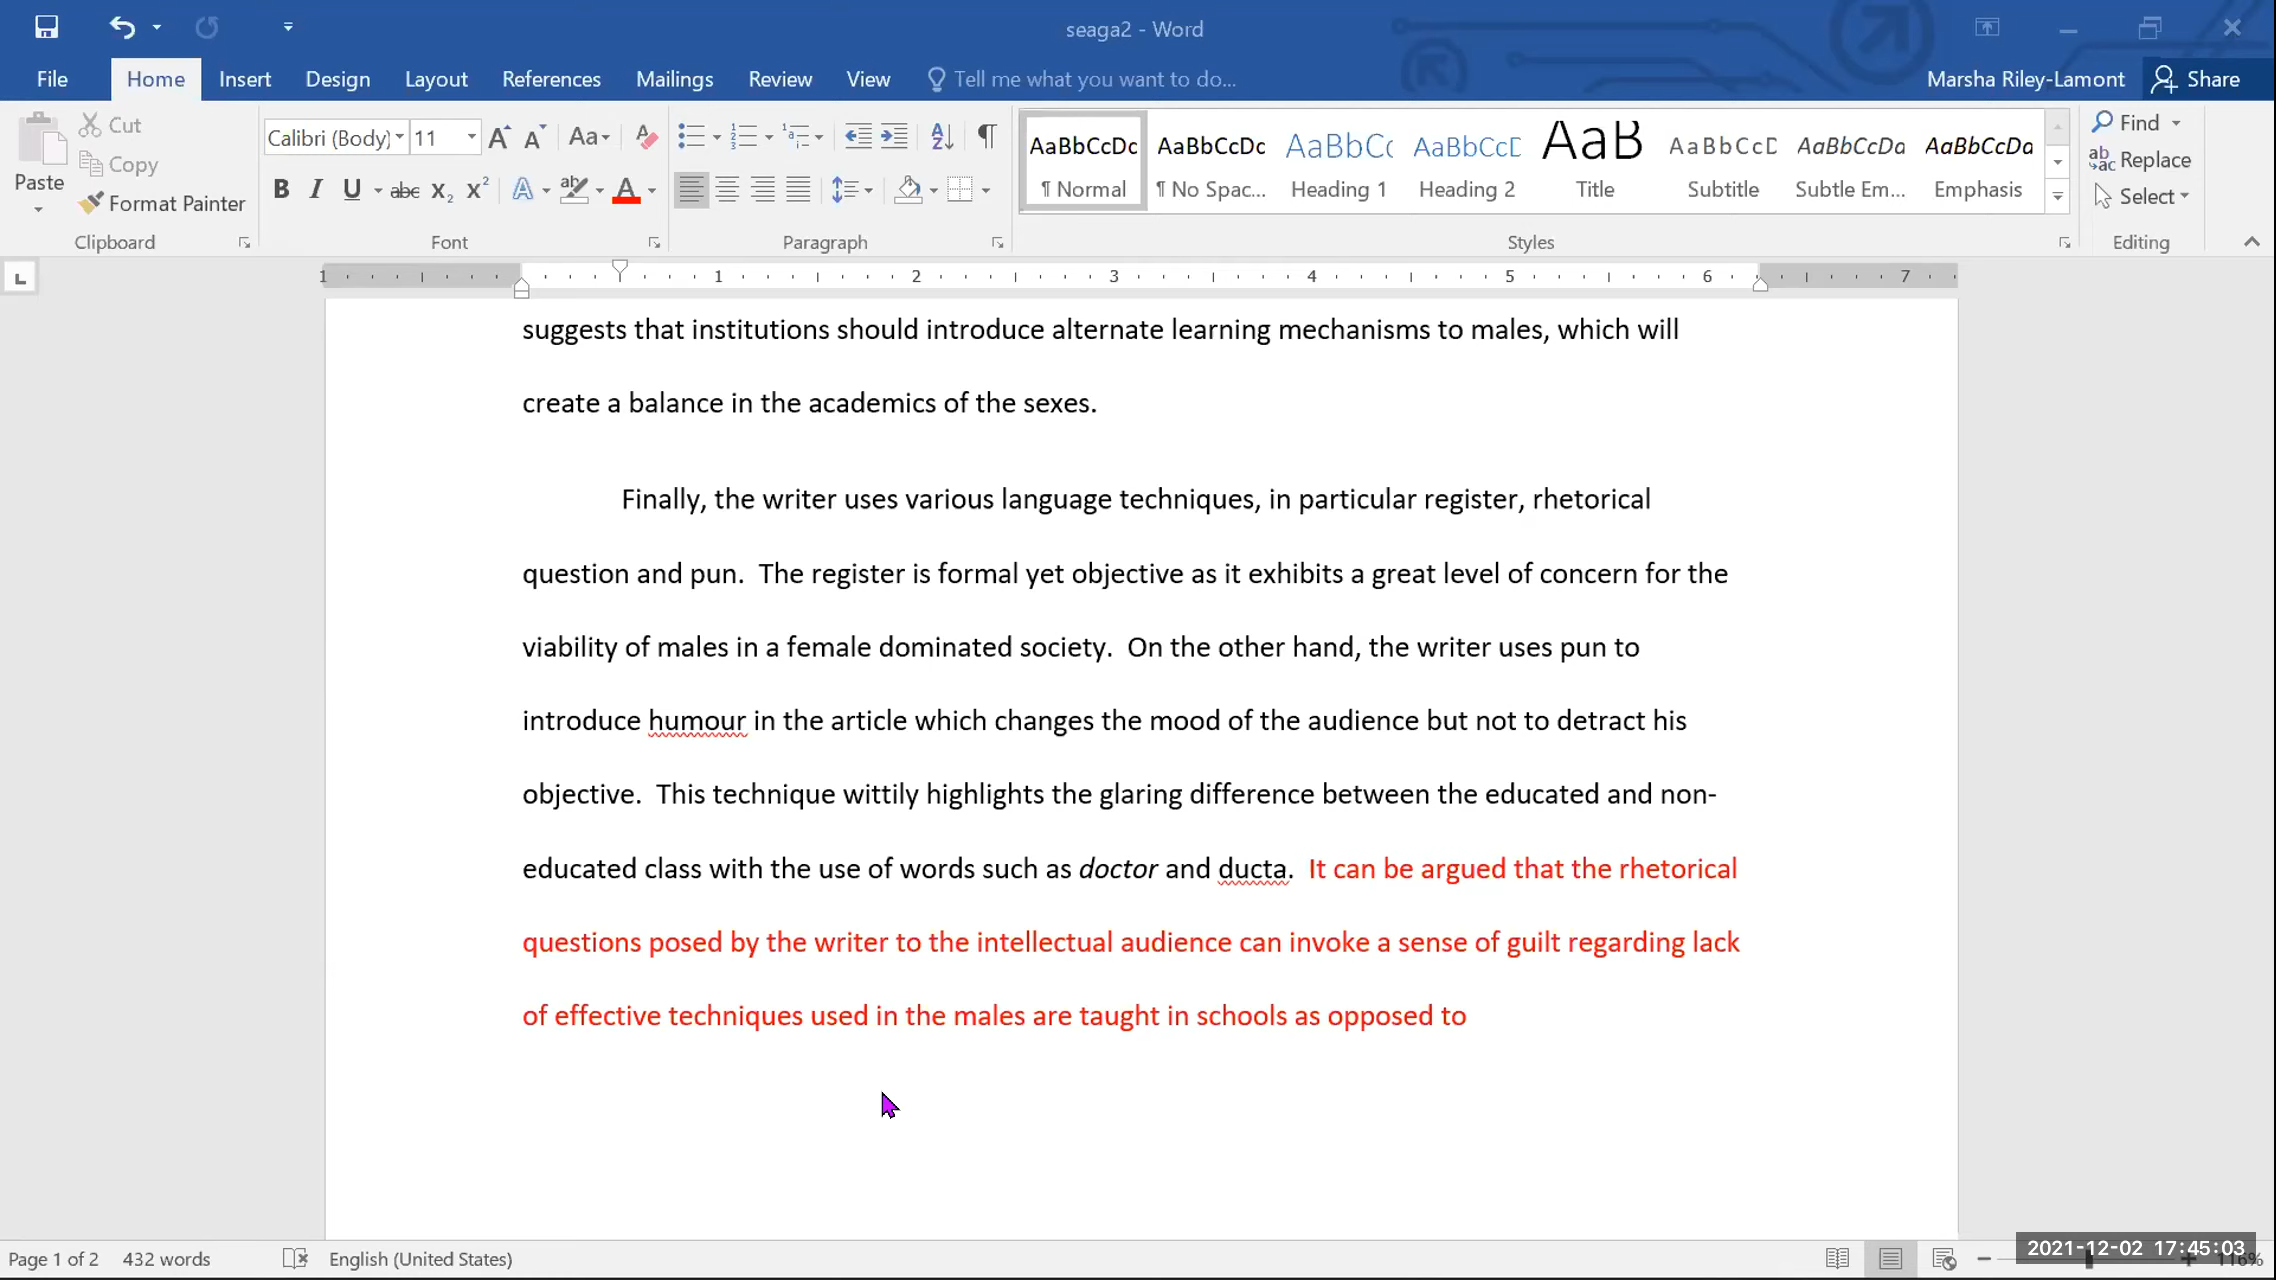 seaga2 - Word
File Home Insert Design Layout References Mailings Review View Tell me what you want to do... Marsha Riley-Lamont Share
Paste Cut Copy Format Painter
Calibri (Body) 11
AaBbCcDc AaBbCcDc AaBbCc AaBbCcD AaB AaBbCcD AaBbCcDa AaBbCcDa
¶ Normal ¶ No Spac... Heading 1 Heading 2 Title Subtitle Subtle Em... Emphasis
Find Replace Select
Clipboard Font Paragraph Styles Editing
1 1 2 3 4 5 6 7
suggests that institutions should introduce alternate learning mechanisms to males, which will
create a balance in the academics of the sexes.
Finally, the writer uses various language techniques, in particular register, rhetorical
question and pun.  The register is formal yet objective as it exhibits a great level of concern for the
viability of males in a female dominated society.  On the other hand, the writer uses pun to
introduce humour in the article which changes the mood of the audience but not to detract his
objective.  This technique wittily highlights the glaring difference between the educated and non-
educated class with the use of words such as doctor and ducta.  It can be argued that the rhetorical
questions posed by the writer to the intellectual audience can invoke a sense of guilt regarding lack
of effective techniques used in the males are taught in schools as opposed to
Page 1 of 2 432 words English (United States) 116%
2021-12-02 17:45:03